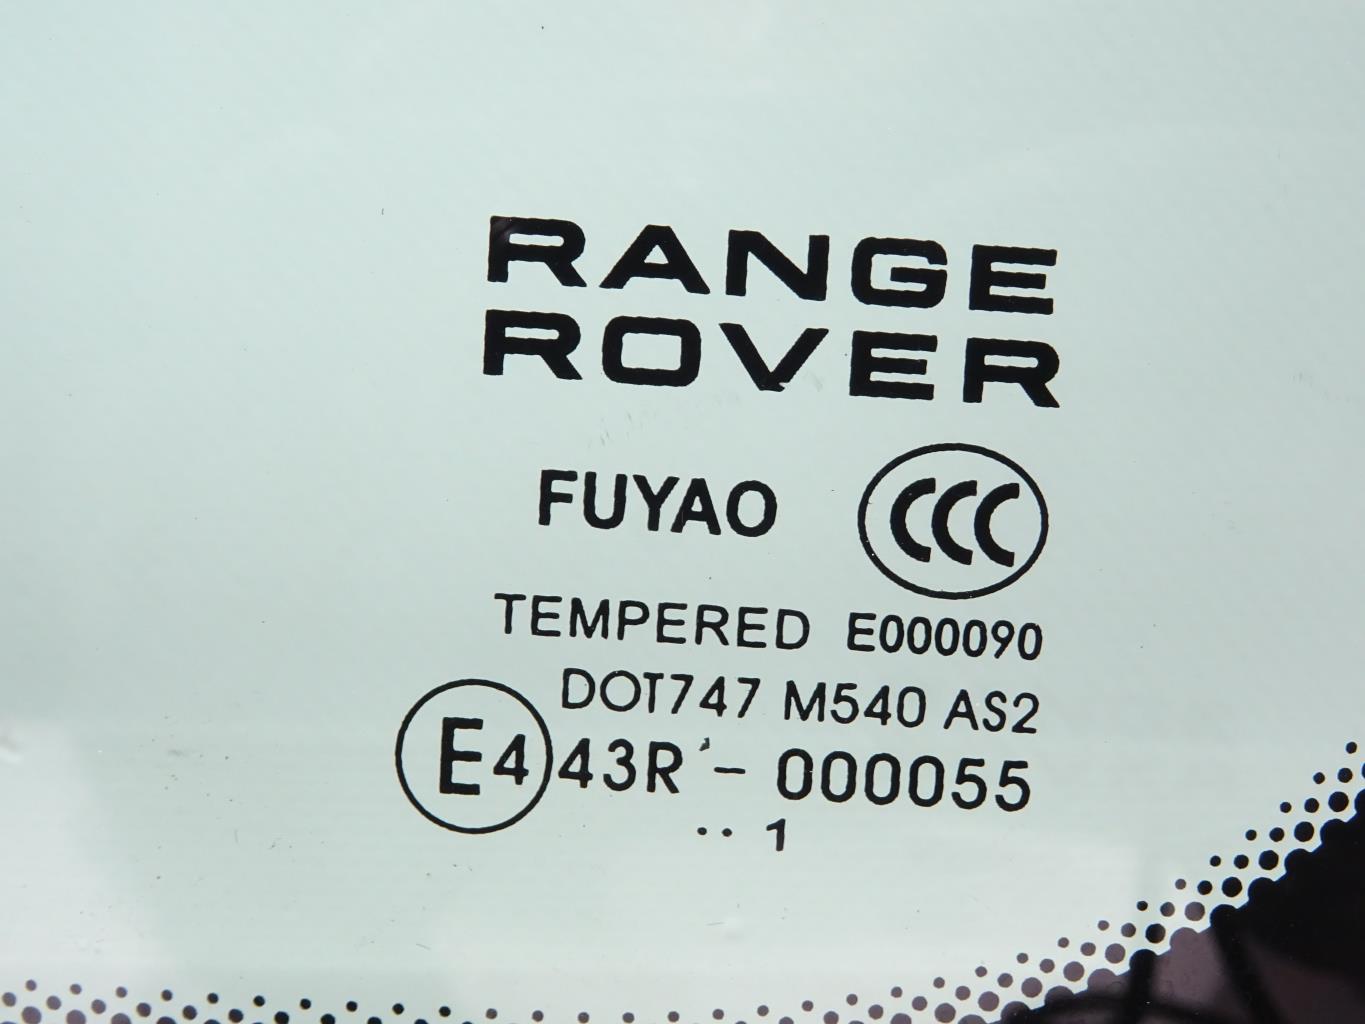 RANGE
ROVER
FUYAO CCC
TEMPERED E000090
DOT747 M540 AS2
E4 43R - 000055
.. 1